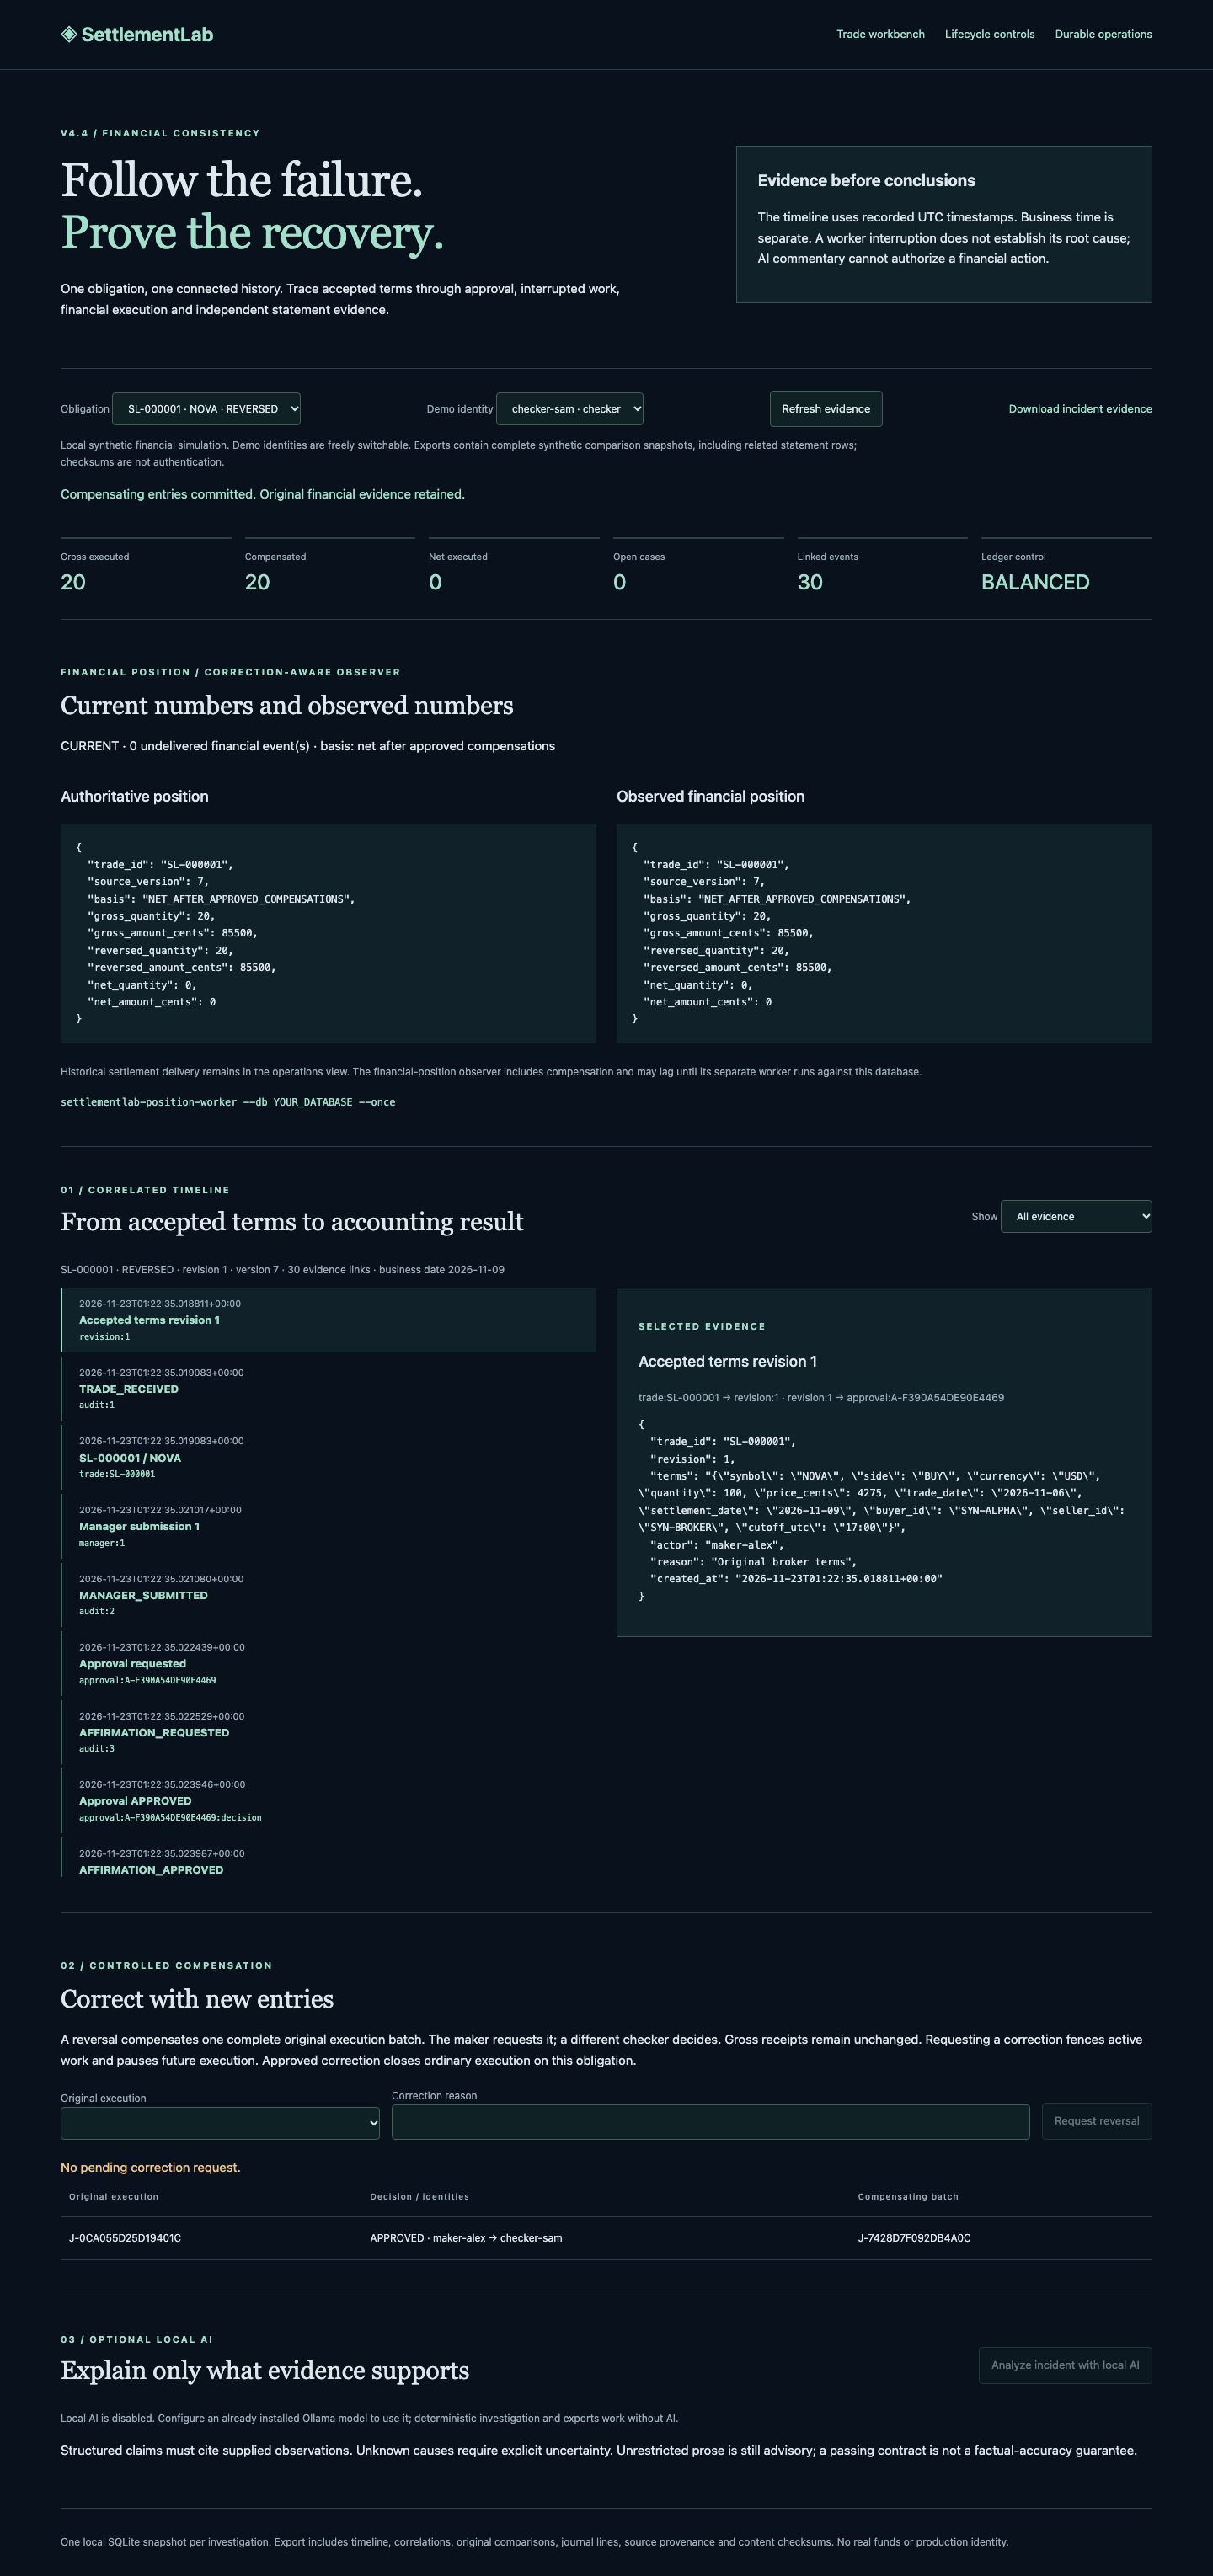 ◈ SettlementLab
Trade workbench Lifecycle controls Durable operations
V4.4 / FINANCIAL CONSISTENCY
Follow the failure.
Prove the recovery.
One obligation, one connected history. Trace accepted terms through approval, interrupted work,
financial execution and independent statement evidence.
Evidence before conclusions
The timeline uses recorded UTC timestamps. Business time is
separate. A worker interruption does not establish its root cause;
AI commentary cannot authorize a financial action.
Obligation SL-000001 · NOVA · REVERSED Demo identity checker-sam · checker Refresh evidence Download incident evidence
Local synthetic financial simulation. Demo identities are freely switchable. Exports contain complete synthetic comparison snapshots, including related statement rows;
checksums are not authentication.
Compensating entries committed. Original financial evidence retained.
Gross executed Compensated Net executed Open cases Linked events Ledger control
20 20 0 0 30 BALANCED
FINANCIAL POSITION / CORRECTION-AWARE OBSERVER
Current numbers and observed numbers
CURRENT · 0 undelivered financial event(s) · basis: net after approved compensations
Authoritative position
{
"trade_id": "SL-000001",
"source_version": 7,
"basis": "NET_AFTER_APPROVED_COMPENSATIONS",
"gross_quantity": 20,
"gross_amount_cents": 85500,
"reversed_quantity": 20,
"reversed_amount_cents": 85500,
"net_quantity": 0,
"net_amount_cents": 0
}
Observed financial position
{
"trade_id": "SL-000001",
"source_version": 7,
"basis": "NET_AFTER_APPROVED_COMPENSATIONS",
"gross_quantity": 20,
"gross_amount_cents": 85500,
"reversed_quantity": 20,
"reversed_amount_cents": 85500,
"net_quantity": 0,
"net_amount_cents": 0
}
Historical settlement delivery remains in the operations view. The financial-position observer includes compensation and may lag until its separate worker runs against this database.
settlementlab-position-worker --db YOUR_DATABASE --once
01 / CORRELATED TIMELINE
From accepted terms to accounting result
Show All evidence
SL-000001 · REVERSED · revision 1 · version 7 · 30 evidence links · business date 2026-11-09
2026-11-23T01:22:35.018811+00:00
Accepted terms revision 1
revision:1
2026-11-23T01:22:35.019083+00:00
TRADE_RECEIVED
audit:1
2026-11-23T01:22:35.019083+00:00
SL-000001 / NOVA
trade:SL-000001
2026-11-23T01:22:35.021017+00:00
Manager submission 1
manager:1
2026-11-23T01:22:35.021080+00:00
MANAGER_SUBMITTED
audit:2
2026-11-23T01:22:35.022439+00:00
Approval requested
approval:A-F390A54DE90E4469
2026-11-23T01:22:35.022529+00:00
AFFIRMATION_REQUESTED
audit:3
2026-11-23T01:22:35.023946+00:00
Approval APPROVED
approval:A-F390A54DE90E4469:decision
2026-11-23T01:22:35.023987+00:00
AFFIRMATION_APPROVED
SELECTED EVIDENCE
Accepted terms revision 1
trade:SL-000001 → revision:1 · revision:1 → approval:A-F390A54DE90E4469
{
"trade_id": "SL-000001",
"revision": 1,
"terms": "{\"symbol\": \"NOVA\", \"side\": \"BUY\", \"currency\": \"USD\",
\"quantity\": 100, \"price_cents\": 4275, \"trade_date\": \"2026-11-06\",
\"settlement_date\": \"2026-11-09\", \"buyer_id\": \"SYN-ALPHA\", \"seller_id\":
\"SYN-BROKER\", \"cutoff_utc\": \"17:00\"}",
"actor": "maker-alex",
"reason": "Original broker terms",
"created_at": "2026-11-23T01:22:35.018811+00:00"
}
02 / CONTROLLED COMPENSATION
Correct with new entries
A reversal compensates one complete original execution batch. The maker requests it; a different checker decides. Gross receipts remain unchanged. Requesting a correction fences active
work and pauses future execution. Approved correction closes ordinary execution on this obligation.
Original execution Correction reason Request reversal
No pending correction request.
Original execution Decision / identities Compensating batch
J-0CA055D25D19401C APPROVED · maker-alex → checker-sam J-7428D7F092DB4A0C
03 / OPTIONAL LOCAL AI
Explain only what evidence supports
Analyze incident with local AI
Local AI is disabled. Configure an already installed Ollama model to use it; deterministic investigation and exports work without AI.
Structured claims must cite supplied observations. Unknown causes require explicit uncertainty. Unrestricted prose is still advisory; a passing contract is not a factual-accuracy guarantee.
One local SQLite snapshot per investigation. Export includes timeline, correlations, original comparisons, journal lines, source provenance and content checksums. No real funds or production identity.